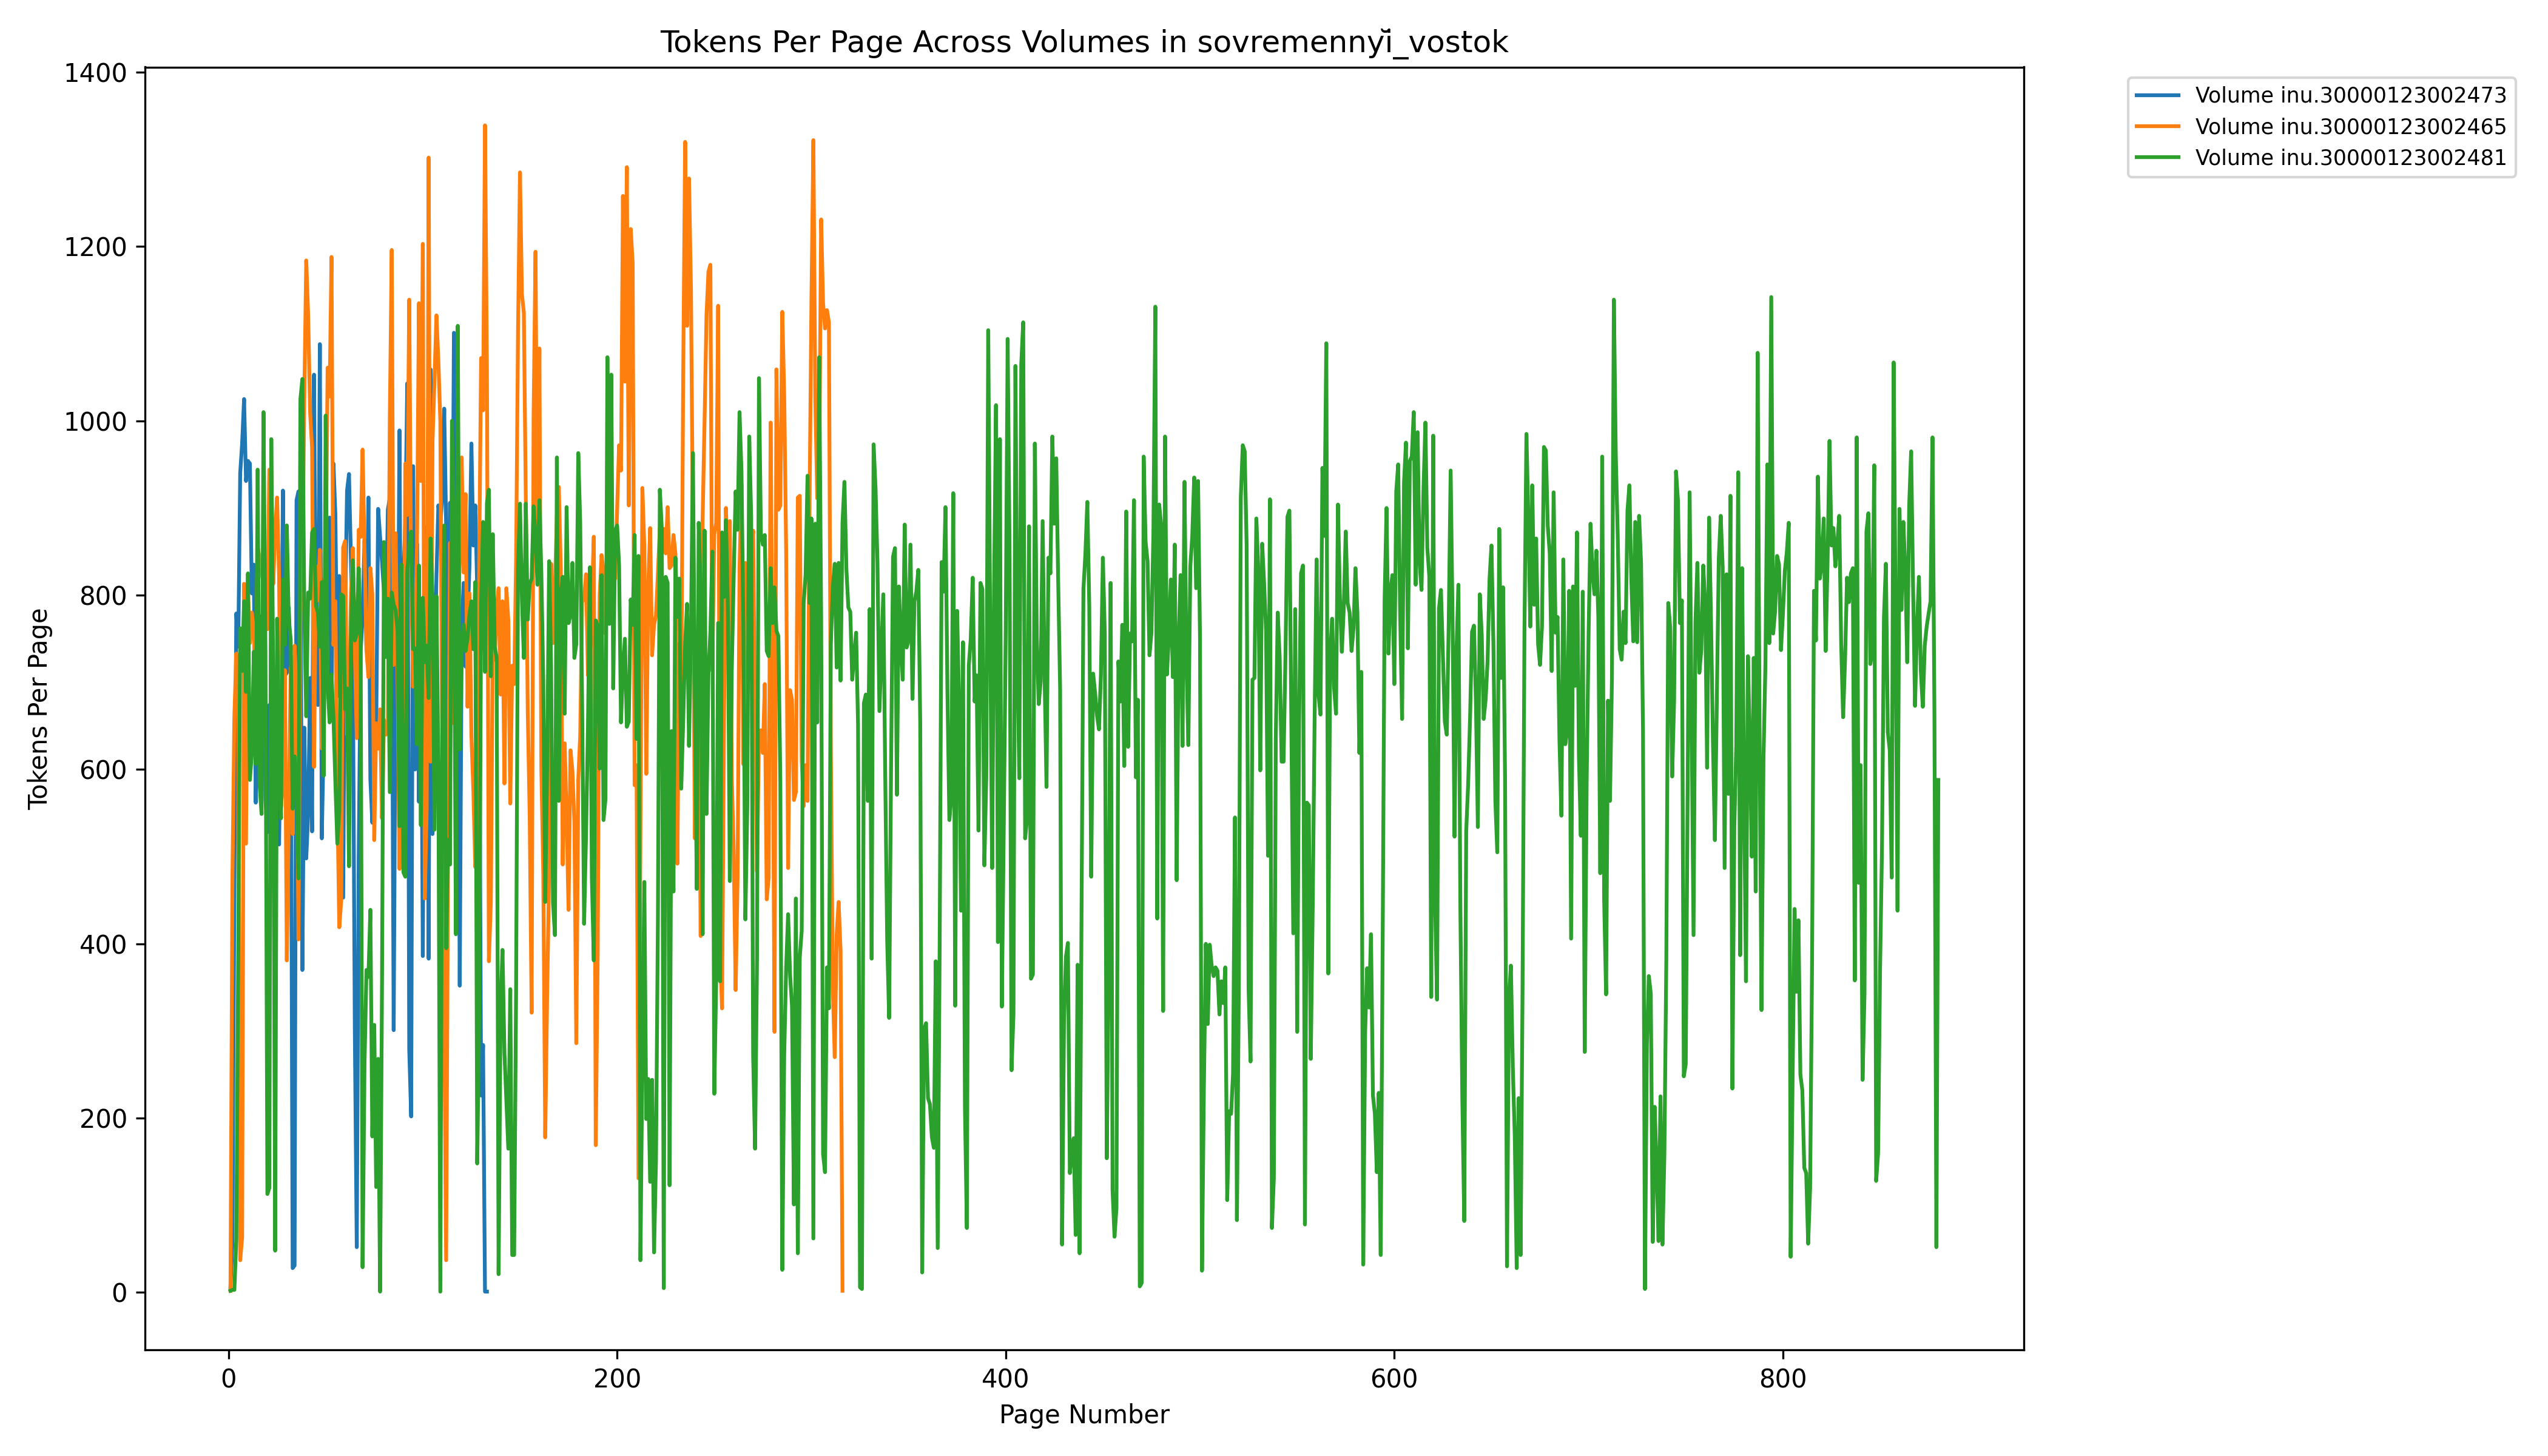 Tokens Per Page Across Volumes in sovremennyĭ_vostok
Volume inu.30000123002473
Volume inu.30000123002465
Volume inu.30000123002481
Tokens Per Page
1400
1200
1000
800
600
400
200
0
0 200 400 600 800
Page Number